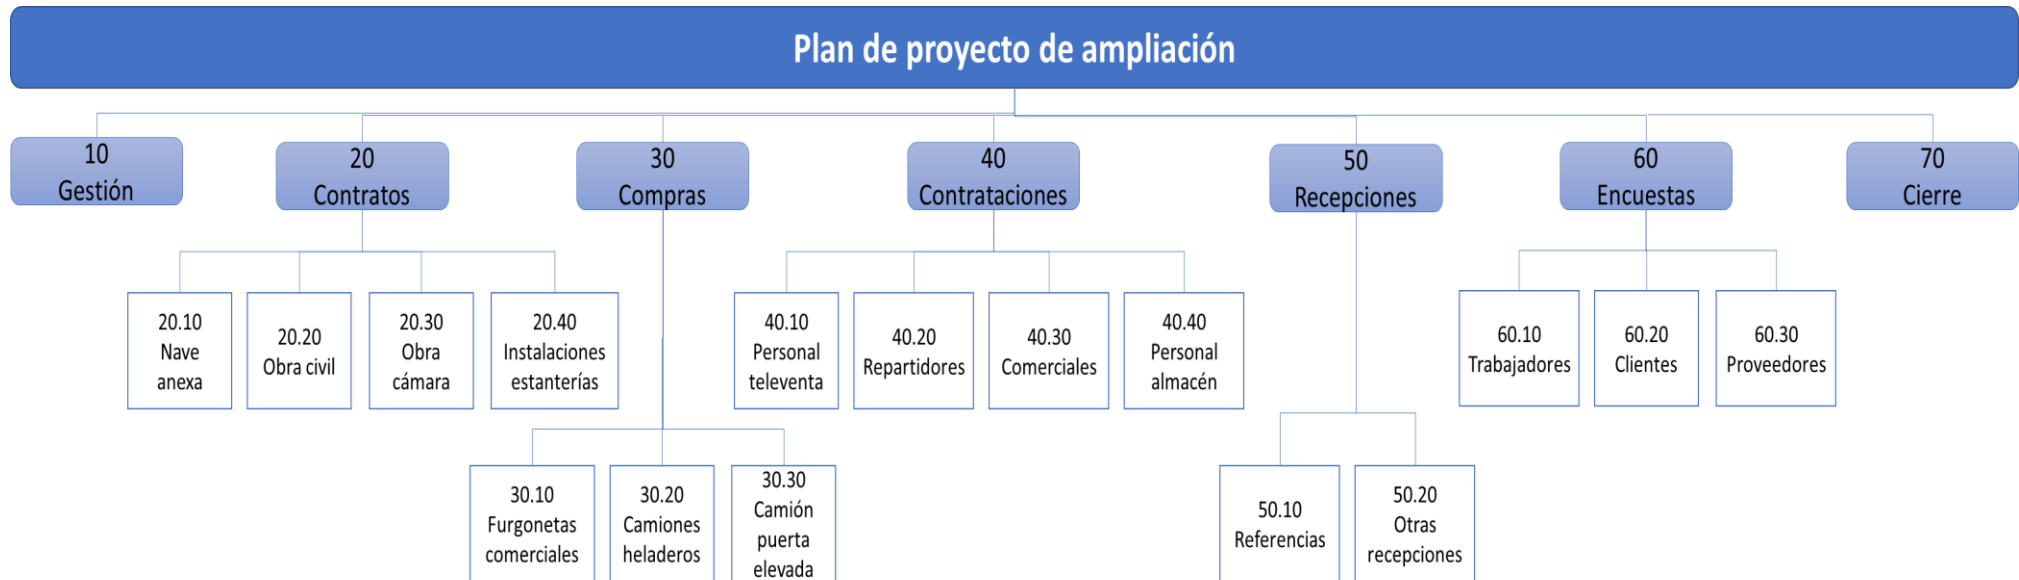 Plan de proyecto de ampliación
10
Gestión
20
Contratos
30
Compras
40
Contrataciones
50
Recepciones
60
Encuestas
70
Cierre
20.10
Nave
anexa
20.20
Obra civil
20.30
Obra
cámara
20.40
Instalaciones
estanterías
40.10
Personal
televenta
40.20
Repartidores
40.30
Comerciales
40.40
Personal
almacén
60.10
Trabajadores
60.20
Clientes
60.30
Proveedores
30.10
Furgonetas
comerciales
30.20
Camiones
heladeros
30.30
Camión
puerta
elevada
50.10
Referencias
50.20
Otras
recepciones